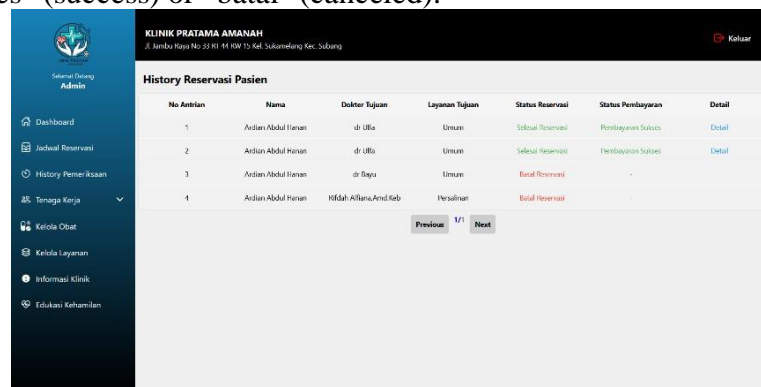 (success) or "batal" (canceled).
KLINIK PRATAMA AMANAH
Jl. Jambu Raya No 33 RT 44 RW 15 Kel. Sukamelang Kec. Subang
Keluar
Selamat Datang
Admin
History Reservasi Pasien
No Antrian Nama Dokter Tujuan Layanan Tujuan Status Reservasi Status Pembayaran Detail
1 Ardian Abdul Hanan dr Ulfa Umum Selesai Reservasi Pembayaran Sukses Detail
2 Ardian Abdul Hanan dr Ulfa Umum Selesai Reservasi Pembayaran Sukses Detail
3 Ardian Abdul Hanan dr Bayu Umum Batal Reservasi -
4 Ardian Abdul Hanan Rifdah Alfiana,Amd.Keb Persalinan Batal Reservasi
Previous 1/1 Next
Dashboard
Jadwal Reservasi
History Pemeriksaan
Tenaga Kerja
Kelola Obat
Kelola Layanan
Informasi Klinik
Edukasi Kehamilan